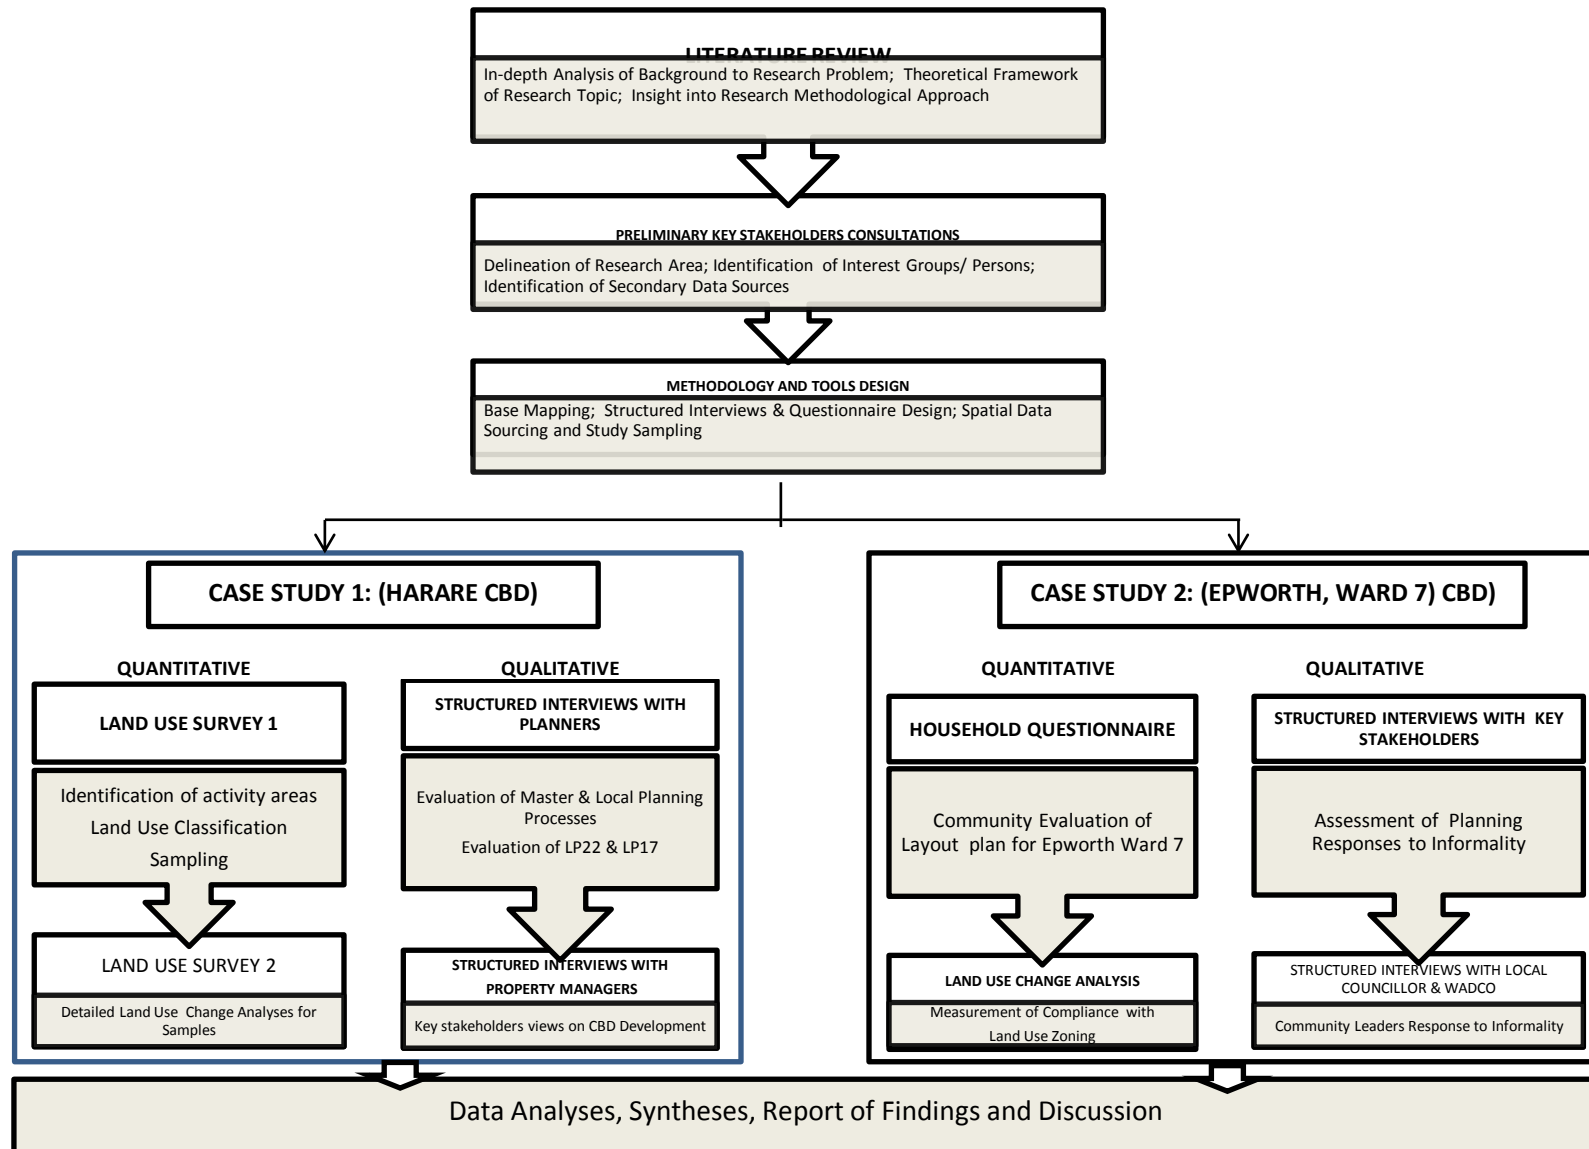 LITERATURE REVIEW
In-depth Analysis of Background to Research Problem; Theoretical Framework
of Research Topic; Insight into Research Methodological Approach
PRELIMINARY KEY STAKEHOLDERS CONSULTATIONS
Delineation of Research Area; Identification of Interest Groups/ Persons;
Identification of Secondary Data Sources
METHODOLOGY AND TOOLS DESIGN
Base Mapping; Structured Interviews & Questionnaire Design; Spatial Data
Sourcing and Study Sampling
CASE STUDY 1: (HARARE CBD)
QUANTITATIVE
LAND USE SURVEY 1
Identification of activity areas
Land Use Classification
Sampling
LAND USE SURVEY 2
Detailed Land Use Change Analyses for
Samples
QUALITATIVE
STRUCTURED INTERVIEWS WITH
PLANNERS
Evaluation of Master & Local Planning
Processes
Evaluation of LP22 & LP17
STRUCTURED INTERVIEWS WITH
PROPERTY MANAGERS
Key stakeholders views on CBD Development
CASE STUDY 2: (EPWORTH, WARD 7) CBD)
QUANTITATIVE
HOUSEHOLD QUESTIONNAIRE
Community Evaluation of
Layout plan for Epworth Ward 7
LAND USE CHANGE ANALYSIS
Measurement of Compliance with
Land Use Zoning
QUALITATIVE
STRUCTURED INTERVIEWS WITH KEY
STAKEHOLDERS
Assessment of Planning
Responses to Informality
STRUCTURED INTERVIEWS WITH LOCAL
COUNCILLOR & WADCO
Community Leaders Response to Informality
Data Analyses, Syntheses, Report of Findings and Discussion